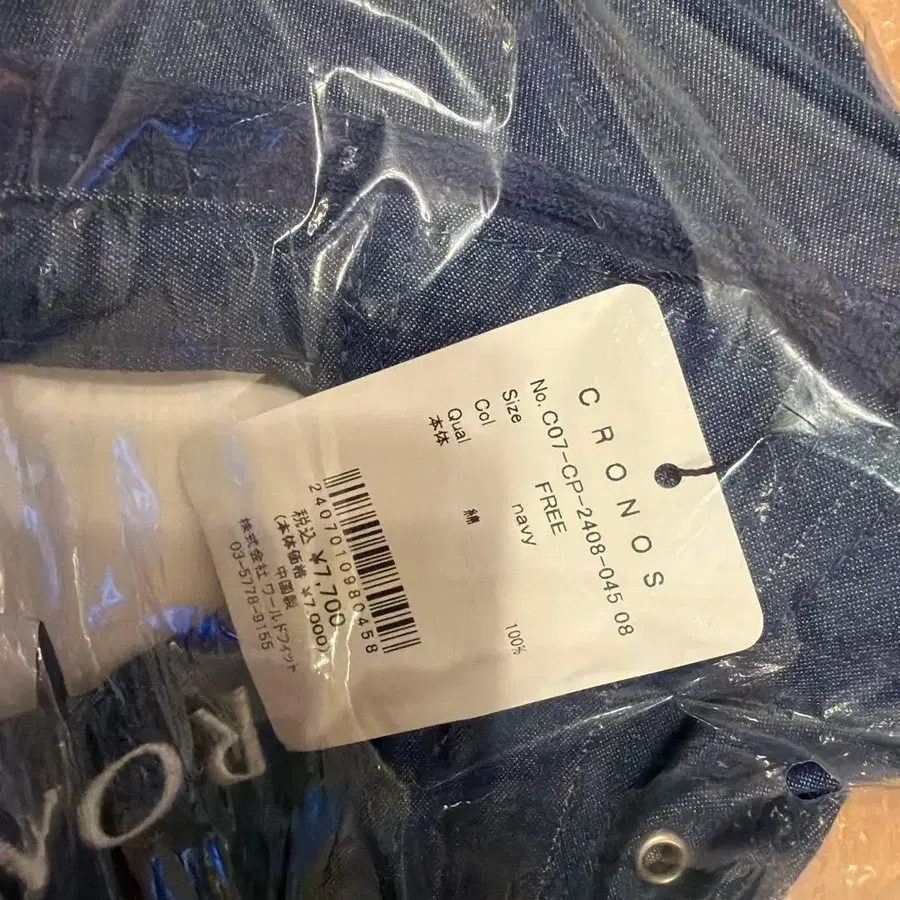 CRONOS
No. C07-CP-2408-045 08
Size FREE
Col navy
Qual
本体 綿 100%
2407010980458
税込 ¥7,700
(本体価格 ¥7,000)
中国製
株式会社 ワールドフィット
03-5778-9155
RO